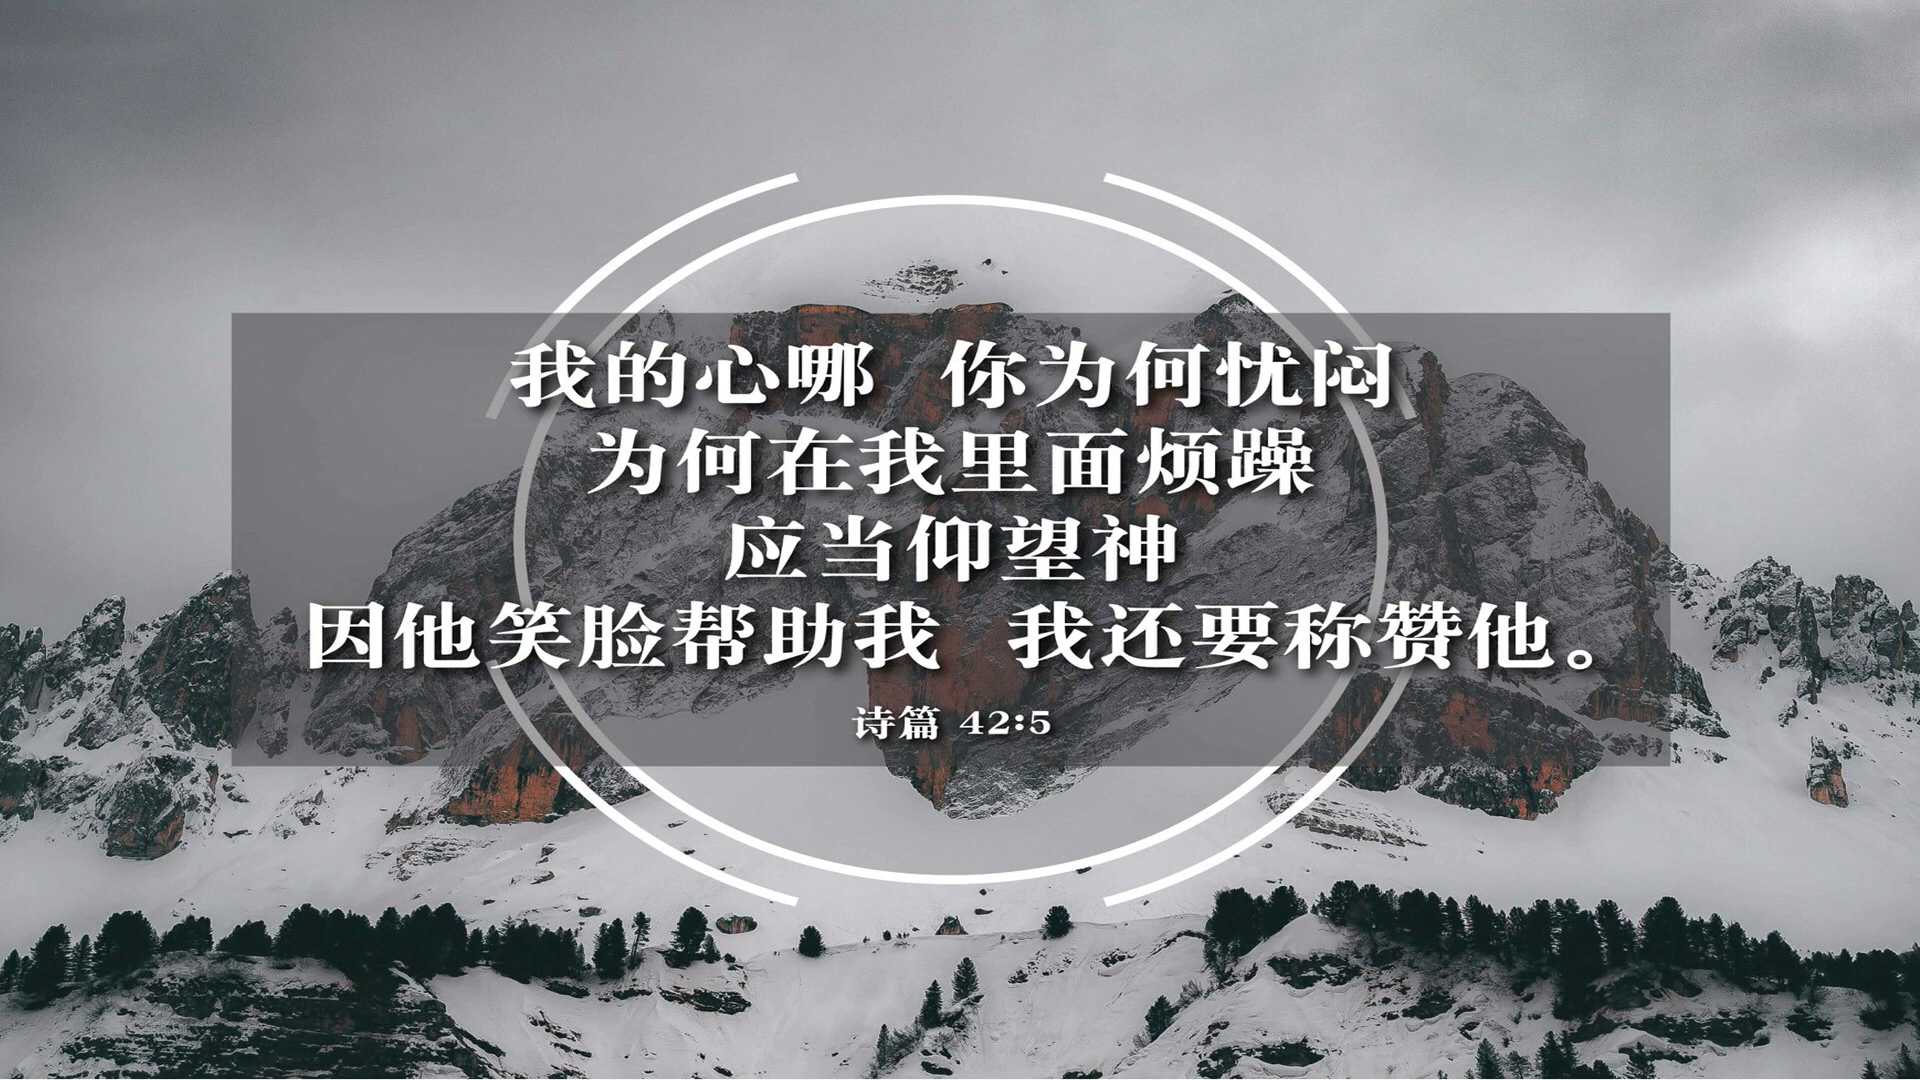 我的心哪 你为何忧闷
为何在我里面烦躁
应当仰望神
因他笑脸帮助我 我还要称赞他。
诗篇 42:5